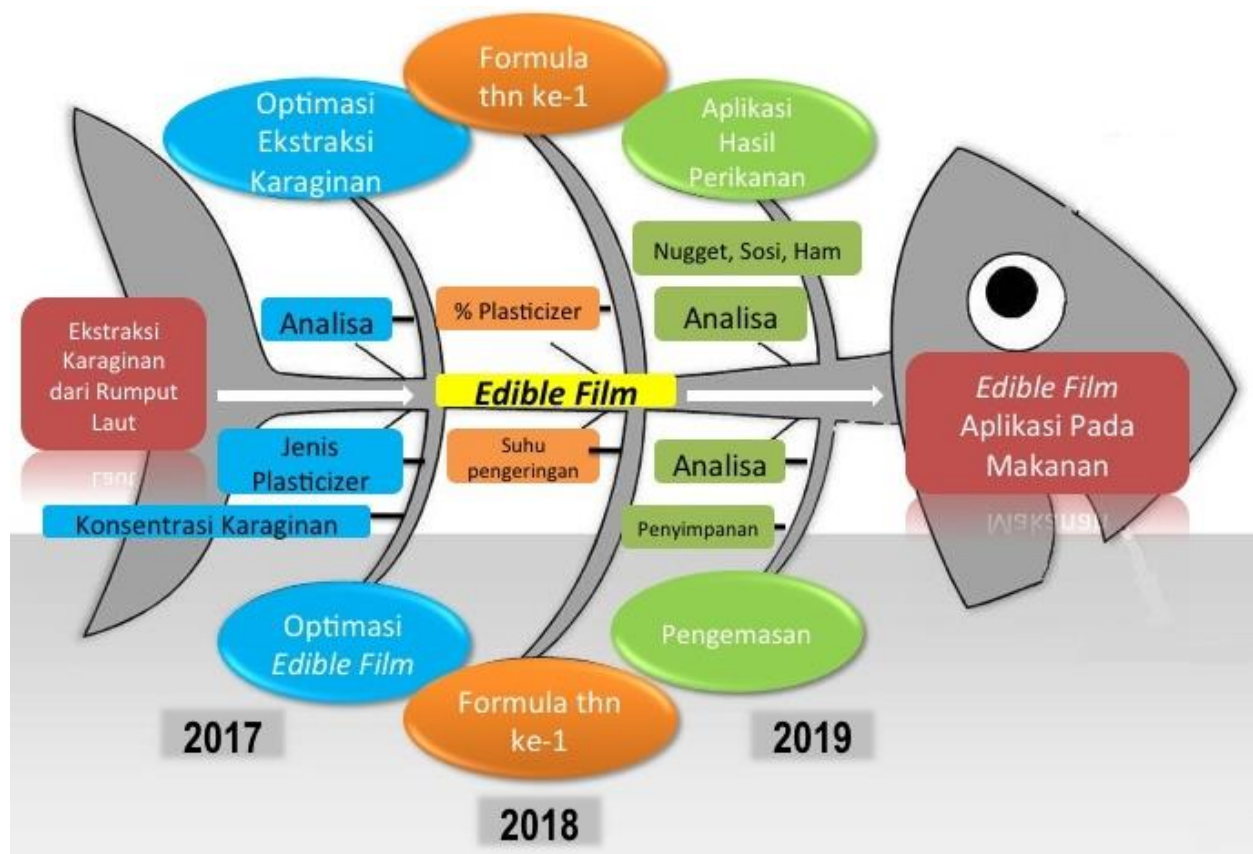 Formula
thn ke-1
Optimasi
Ekstraksi
Karaginan
Aplikasi
Hasil
Perikanan
Nugget, Sosi, Ham
Analisa
% Plasticizer
Analisa
Ekstraksi
Karaginan
dari Rumput
Laut
Edible Film
Edible Film
Aplikasi Pada
Makanan
Jenis
Plasticizer
Suhu
pengeringan
Analisa
Konsentrasi Karaginan
Penyimpanan
Optimasi
Edible Film
Pengemasan
Formula thn
ke-1
2017
2019
2018